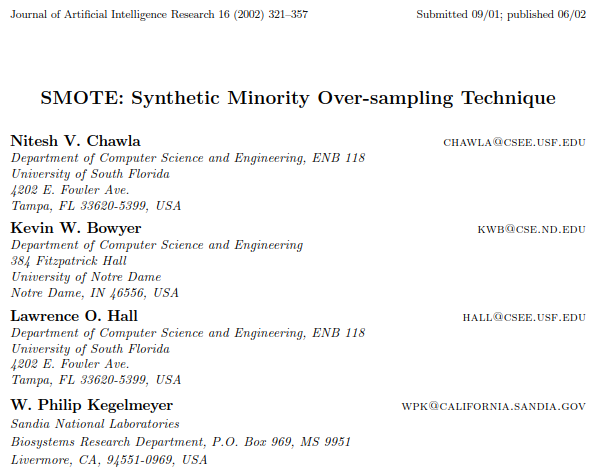 Journal of Artificial Intelligence Research 16 (2002) 321–357 Submitted 09/01; published 06/02
SMOTE: Synthetic Minority Over-sampling Technique
Nitesh V. Chawla CHAWLA@CSEE.USF.EDU
Department of Computer Science and Engineering, ENB 118
University of South Florida
4202 E. Fowler Ave.
Tampa, FL 33620-5399, USA
Kevin W. Bowyer KWB@CSE.ND.EDU
Department of Computer Science and Engineering
384 Fitzpatrick Hall
University of Notre Dame
Notre Dame, IN 46556, USA
Lawrence O. Hall HALL@CSEE.USF.EDU
Department of Computer Science and Engineering, ENB 118
University of South Florida
4202 E. Fowler Ave.
Tampa, FL 33620-5399, USA
W. Philip Kegelmeyer WPK@CALIFORNIA.SANDIA.GOV
Sandia National Laboratories
Biosystems Research Department, P.O. Box 969, MS 9951
Livermore, CA, 94551-0969, USA